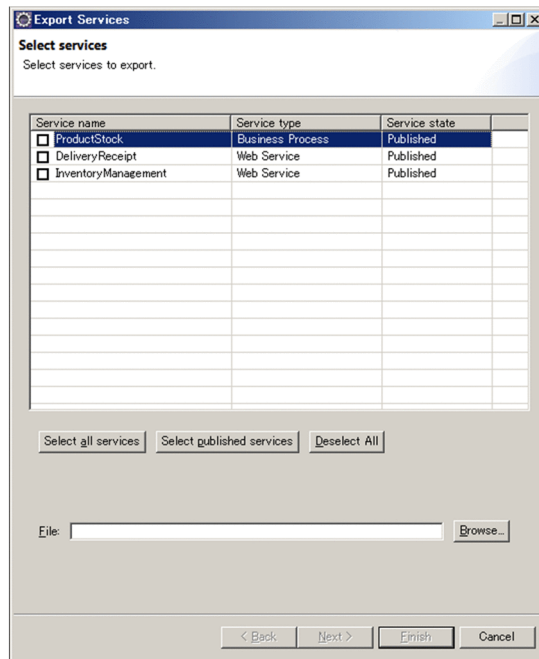 Export Services
Select services
Select services to export.
Service name Service type Service state
ProductStock Business Process Published
DeliveryReceipt Web Service Published
InventoryManagement Web Service Published
Select all services Select published services Deselect All
File: Browse...
< Back Next > Finish Cancel